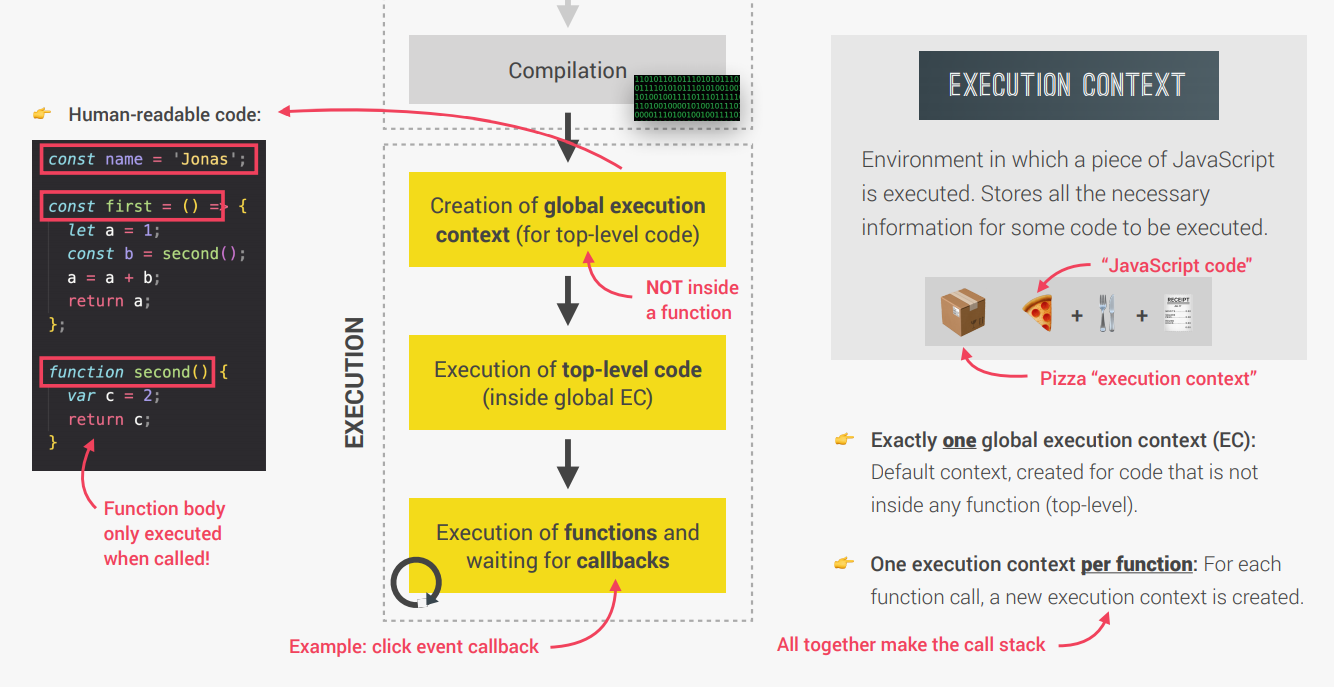 Compilation
👉 Human-readable code:
const name = 'Jonas';
const first = () => {
let a = 1;
const b = second();
a = a + b;
return a;
};
function second() {
var c = 2;
return c;
}
Function body
only executed
when called!
EXECUTION
Creation of global execution
context (for top-level code)
NOT inside
a function
Execution of top-level code
(inside global EC)
Execution of functions and
waiting for callbacks
Example: click event callback
EXECUTION CONTEXT
Environment in which a piece of JavaScript
is executed. Stores all the necessary
information for some code to be executed.
“JavaScript code”
+ +
RECEIPT
Pizza “execution context”
👉 Exactly one global execution context (EC):
Default context, created for code that is not
inside any function (top-level).
👉 One execution context per function: For each
function call, a new execution context is created.
All together make the call stack